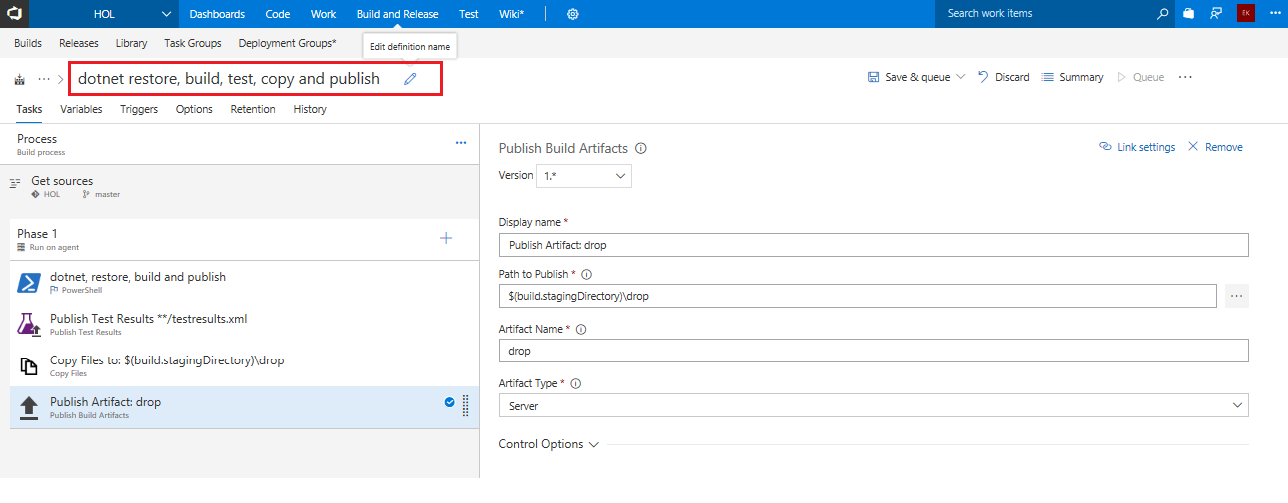 HOL Dashboards Code Work Build and Release Test Wiki* Search work items EK
Builds Releases Library Task Groups Deployment Groups*
Edit definition name
dotnet restore, build, test, copy and publish Save & queue Discard Summary Queue
Tasks Variables Triggers Options Retention History
Process
Build process
Get sources
HOL master
Phase 1
Run on agent
dotnet, restore, build and publish
PowerShell
Publish Test Results **/testresults.xml
Publish Test Results
Copy Files to: $(build.stagingDirectory)\drop
Copy Files
Publish Artifact: drop
Publish Build Artifacts
Publish Build Artifacts Link settings Remove
Version 1.*
Display name *
Publish Artifact: drop
Path to Publish *
$(build.stagingDirectory)\drop
Artifact Name *
drop
Artifact Type *
Server
Control Options